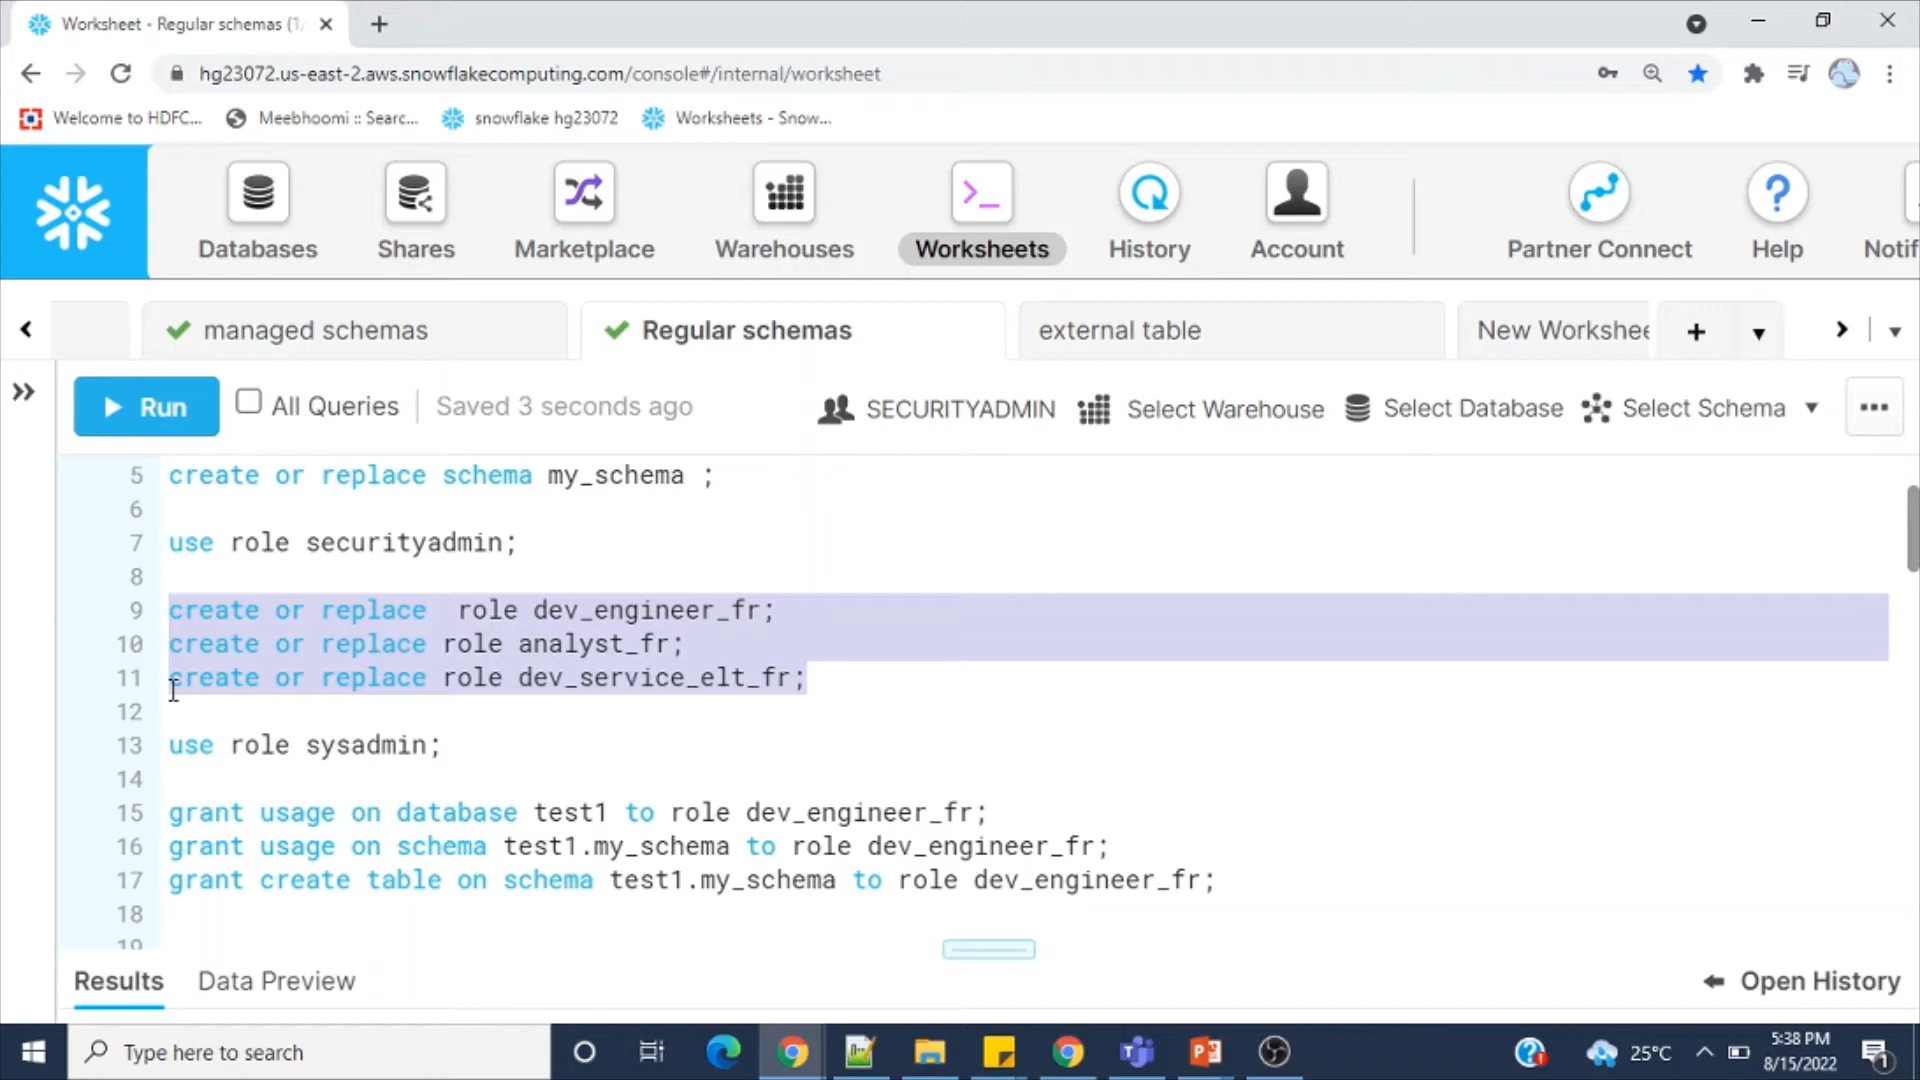 Worksheet - Regular schemas (1/
hg23072.us-east-2.aws.snowflakecomputing.com/console#/internal/worksheet
Welcome to HDFC... Meebhoomi :: Searc... snowflake hg23072 Worksheets - Snow...
Databases Shares Marketplace Warehouses Worksheets History Account Partner Connect Help Notif
managed schemas Regular schemas external table New Workshee
Run All Queries Saved 3 seconds ago SECURITYADMIN Select Warehouse Select Database Select Schema
5 create or replace schema my_schema ;
6
7 use role securityadmin;
8
9 create or replace  role dev_engineer_fr;
10 create or replace role analyst_fr;
11 create or replace role dev_service_elt_fr;
12
13 use role sysadmin;
14
15 grant usage on database test1 to role dev_engineer_fr;
16 grant usage on schema test1.my_schema to role dev_engineer_fr;
17 grant create table on schema test1.my_schema to role dev_engineer_fr;
18
19
Results Data Preview Open History
Type here to search 25°C 5:38 PM
8/15/2022 1